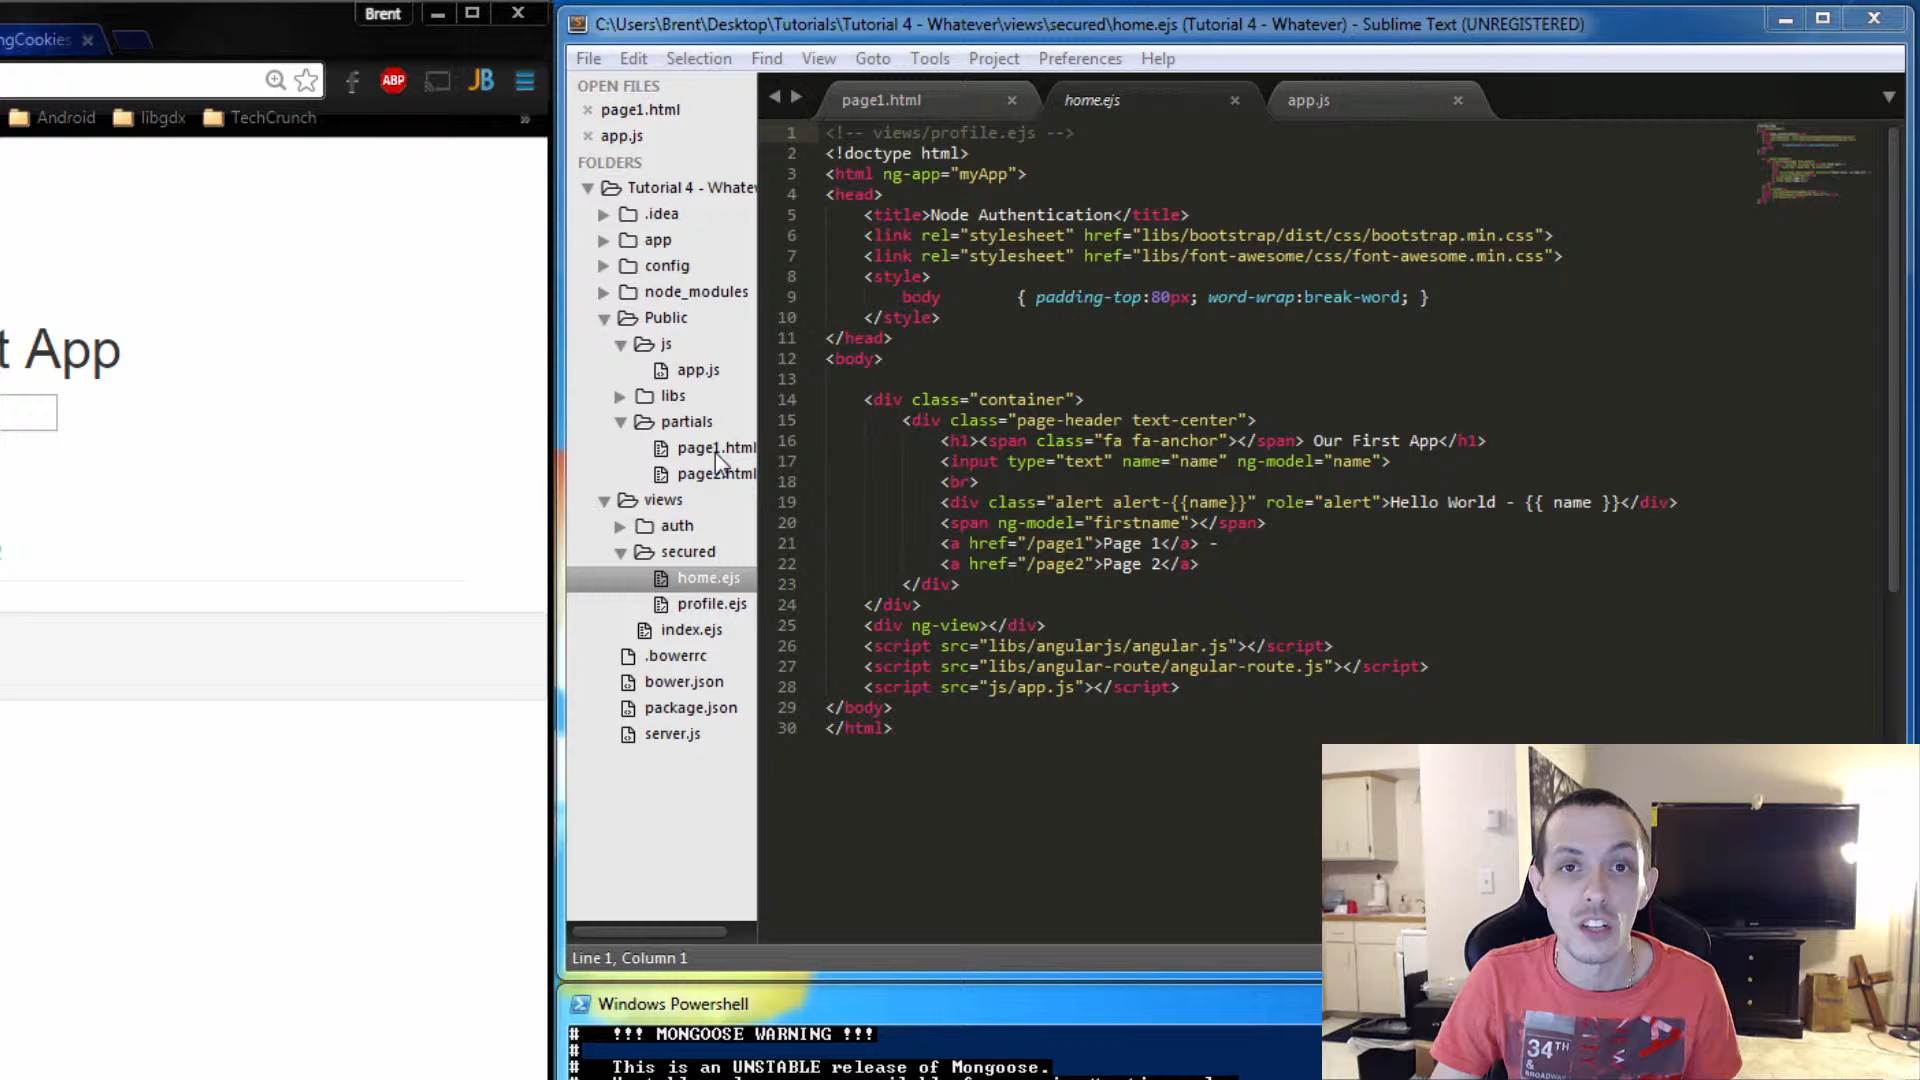 Brent
ngCookies
ABP
JB
Android
libgdx
TechCrunch
»
t App
C:\Users\Brent\Desktop\Tutorials\Tutorial 4 - Whatever\views\secured\home.ejs (Tutorial 4 - Whatever) - Sublime Text (UNREGISTERED)
File Edit Selection Find View Goto Tools Project Preferences Help
OPEN FILES
page1.html
app.js
FOLDERS
Tutorial 4 - Whate
.idea
app
config
node_modules
Public
js
app.js
libs
partials
page1.html
page2.html
views
auth
secured
home.ejs
profile.ejs
index.ejs
.bowerrc
bower.json
package.json
server.js
page1.html home.ejs app.js
1 <!-- views/profile.ejs -->
2 <!doctype html>
3 <html ng-app="myApp">
4 <head>
5 <title>Node Authentication</title>
6 <link rel="stylesheet" href="libs/bootstrap/dist/css/bootstrap.min.css">
7 <link rel="stylesheet" href="libs/font-awesome/css/font-awesome.min.css">
8 <style>
9 body { padding-top:80px; word-wrap:break-word; }
10 </style>
11 </head>
12 <body>
13
14 <div class="container">
15 <div class="page-header text-center">
16 <h1><span class="fa fa-anchor"></span> Our First App</h1>
17 <input type="text" name="name" ng-model="name">
18 <br>
19 <div class="alert alert-{{name}}" role="alert">Hello World - {{ name }}</div>
20 <span ng-model="firstname"></span>
21 <a href="/page1">Page 1</a> -
22 <a href="/page2">Page 2</a>
23 </div>
24 </div>
25 <div ng-view></div>
26 <script src="libs/angularjs/angular.js"></script>
27 <script src="libs/angular-route/angular-route.js"></script>
28 <script src="js/app.js"></script>
29 </body>
30 </html>
Line 1, Column 1
Windows Powershell
# !!! MONGOOSE WARNING !!!
#
# This is an UNSTABLE release of Mongoose.
#
34TH
& BROADWAY